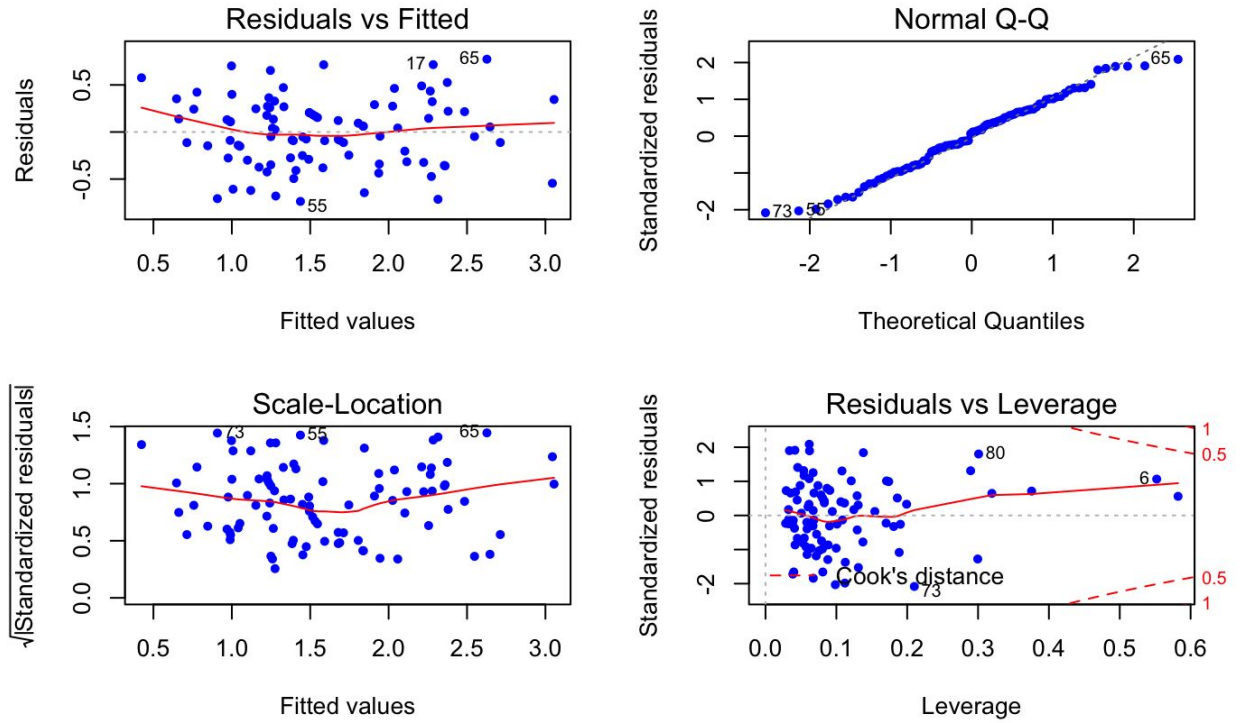 Residuals vs Fitted
Residuals
0.5
-0.5
17
65
55
0.5 1.0 1.5 2.0 2.5 3.0
Fitted values
Normal Q-Q
Standardized residuals
2
1
0
-2
65
73
55
-2 -1 0 1 2
Theoretical Quantiles
Scale-Location
√|Standardized residuals|
1.5
1.0
0.5
0.0
73
55
65
0.5 1.0 1.5 2.0 2.5 3.0
Fitted values
Residuals vs Leverage
Standardized residuals
2
1
0
-2
80
6
73
Cook's distance
1
0.5
0.5
1
0.0 0.1 0.2 0.3 0.4 0.5 0.6
Leverage